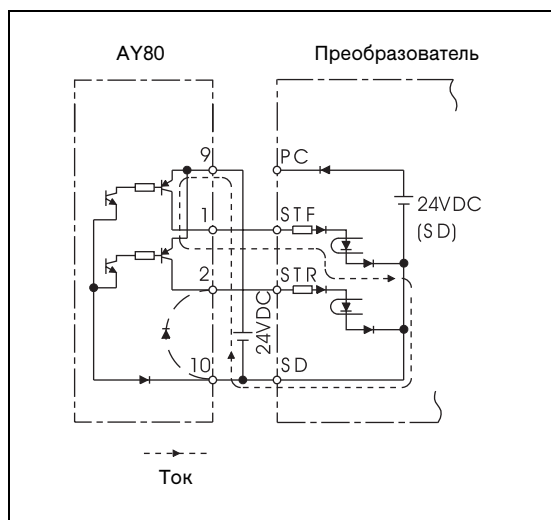 AY80
Преобразователь
9
PC
24VDC
(SD)
1
STF
2
STR
24VDC
10
SD
Ток